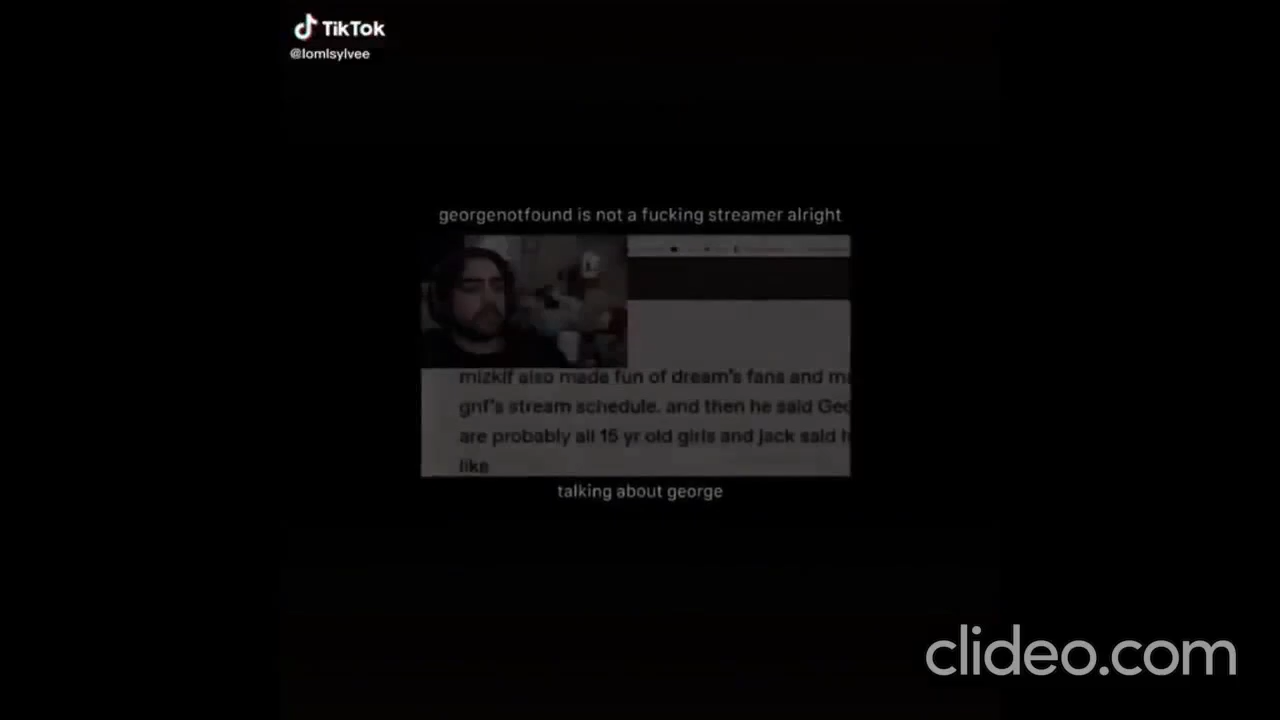 TikTok
@lomlsylvee
georgenotfound is not a fucking streamer alright
mizkif also made fun of dream's fans and
gnf's stream schedule. and then he said
are probably all 15 yr old girls and jack said
like
talking about george
clideo.com